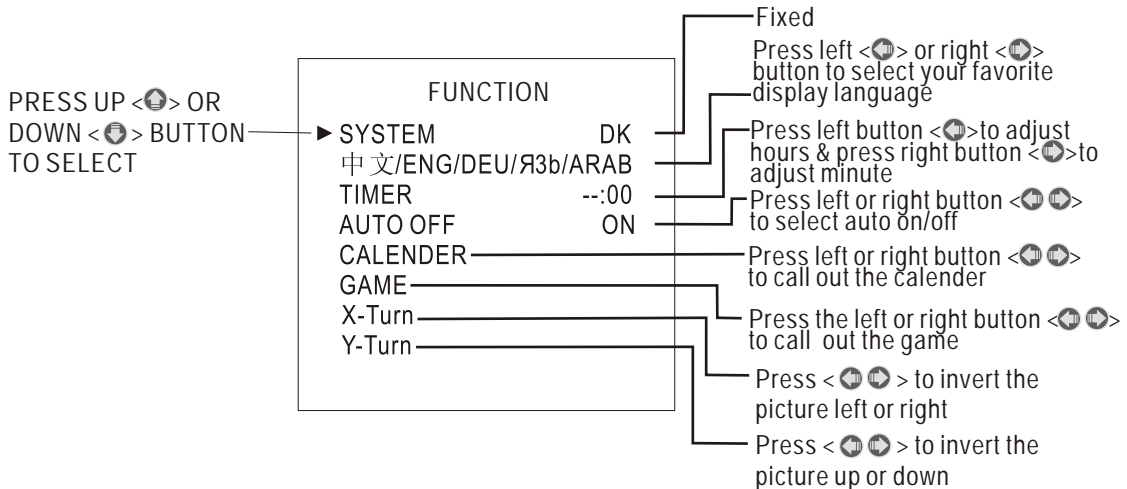 PRESS UP <> OR
DOWN < > BUTTON
TO SELECT
FUNCTION
SYSTEM DK
中文/ENG/DEU/Я3b/ARAB
TIMER --:00
AUTO OFF ON
CALENDER
GAME
X-Turn
Y-Turn
Fixed
Press left <> or right <>
button to select your favorite
display language
Press left button <>to adjust
hours & press right button <>to
adjust minute
Press left or right button < >
to select auto on/off
Press left or right button < >
to call out the calender
Press the left or right button < >
to call out the game
Press < > to invert the
picture left or right
Press < > to invert the
picture up or down